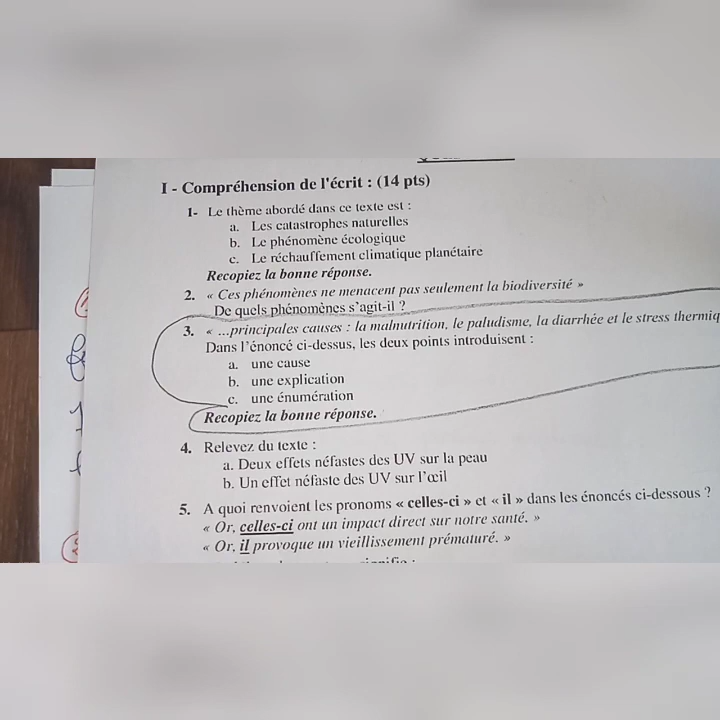 I - Compréhension de l'écrit : (14 pts)
1- Le thème abordé dans ce texte est :
a. Les catastrophes naturelles
b. Le phénomène écologique
c. Le réchauffement climatique planétaire
Recopiez la bonne réponse.
2. « Ces phénomènes ne menacent pas seulement la biodiversité »
De quels phénomènes s'agit-il ?
3. « ...principales causes : la malnutrition, le paludisme, la diarrhée et le stress
Dans l'énoncé ci-dessus, les deux points introduisent :
a. une cause
b. une explication
c. une énumération
Recopiez la bonne réponse.
4. Relevez du texte :
a. Deux effets néfastes des UV sur la peau
b. Un effet néfaste des UV sur l'œil
5. A quoi renvoient les pronoms « celles-ci » et « il » dans les énoncés ci-dessous ?
« Or, celles-ci ont un impact direct sur notre santé. »
« Or, il provoque un vieillissement prématuré. »